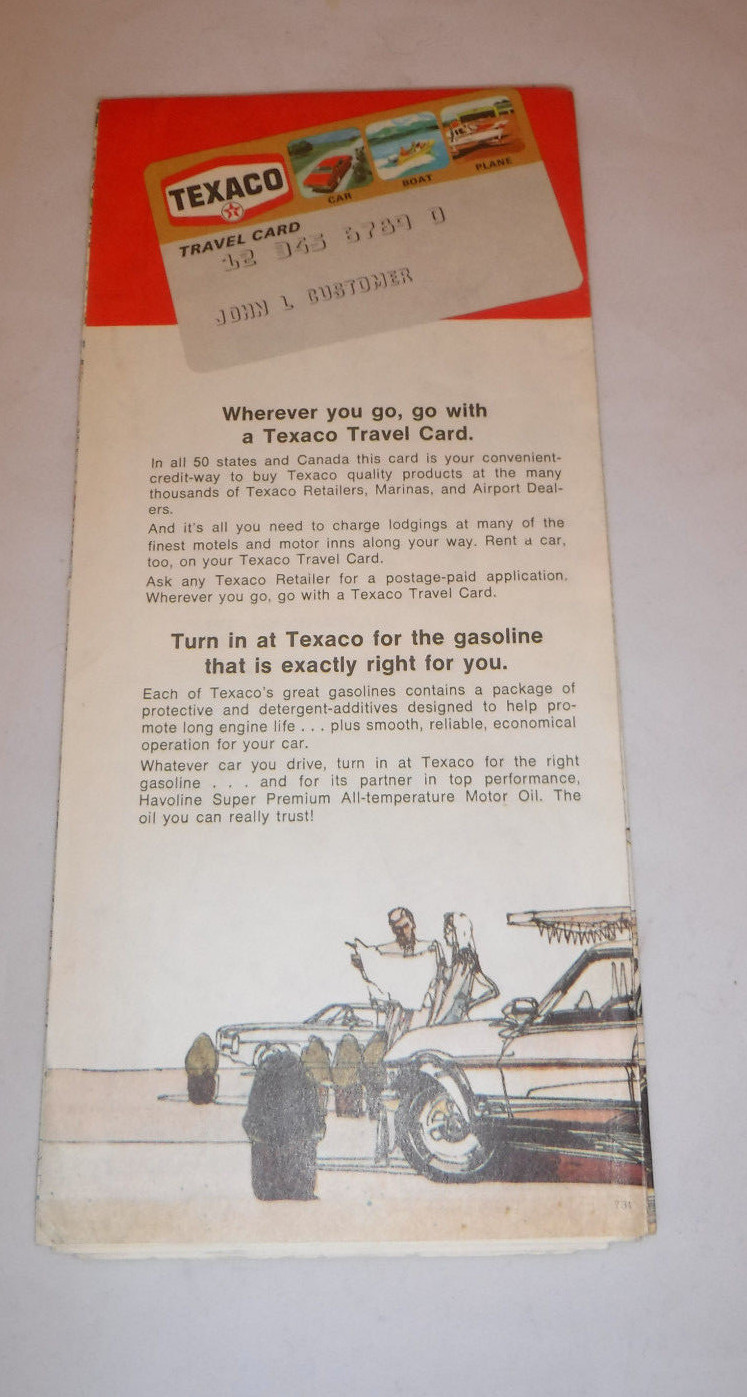 TEXACO
CAR
BOAT
PLANE
TRAVEL CARD
12 345 6789 0
JOHN L CUSTOMER
Wherever you go, go with
a Texaco Travel Card.
In all 50 states and Canada this card is your convenient-
credit-way to buy Texaco quality products at the many
thousands of Texaco Retailers, Marinas, and Airport Deal-
ers.
And it's all you need to charge lodgings at many of the
finest motels and motor inns along your way. Rent a car,
too, on your Texaco Travel Card.
Ask any Texaco Retailer for a postage-paid application.
Wherever you go, go with a Texaco Travel Card.
Turn in at Texaco for the gasoline
that is exactly right for you.
Each of Texaco's great gasolines contains a package of
protective and detergent-additives designed to help pro-
mote long engine life . . . plus smooth, reliable, economical
operation for your car.
Whatever car you drive, turn in at Texaco for the right
gasoline . . . and for its partner in top performance,
Havoline Super Premium All-temperature Motor Oil. The
oil you can really trust!